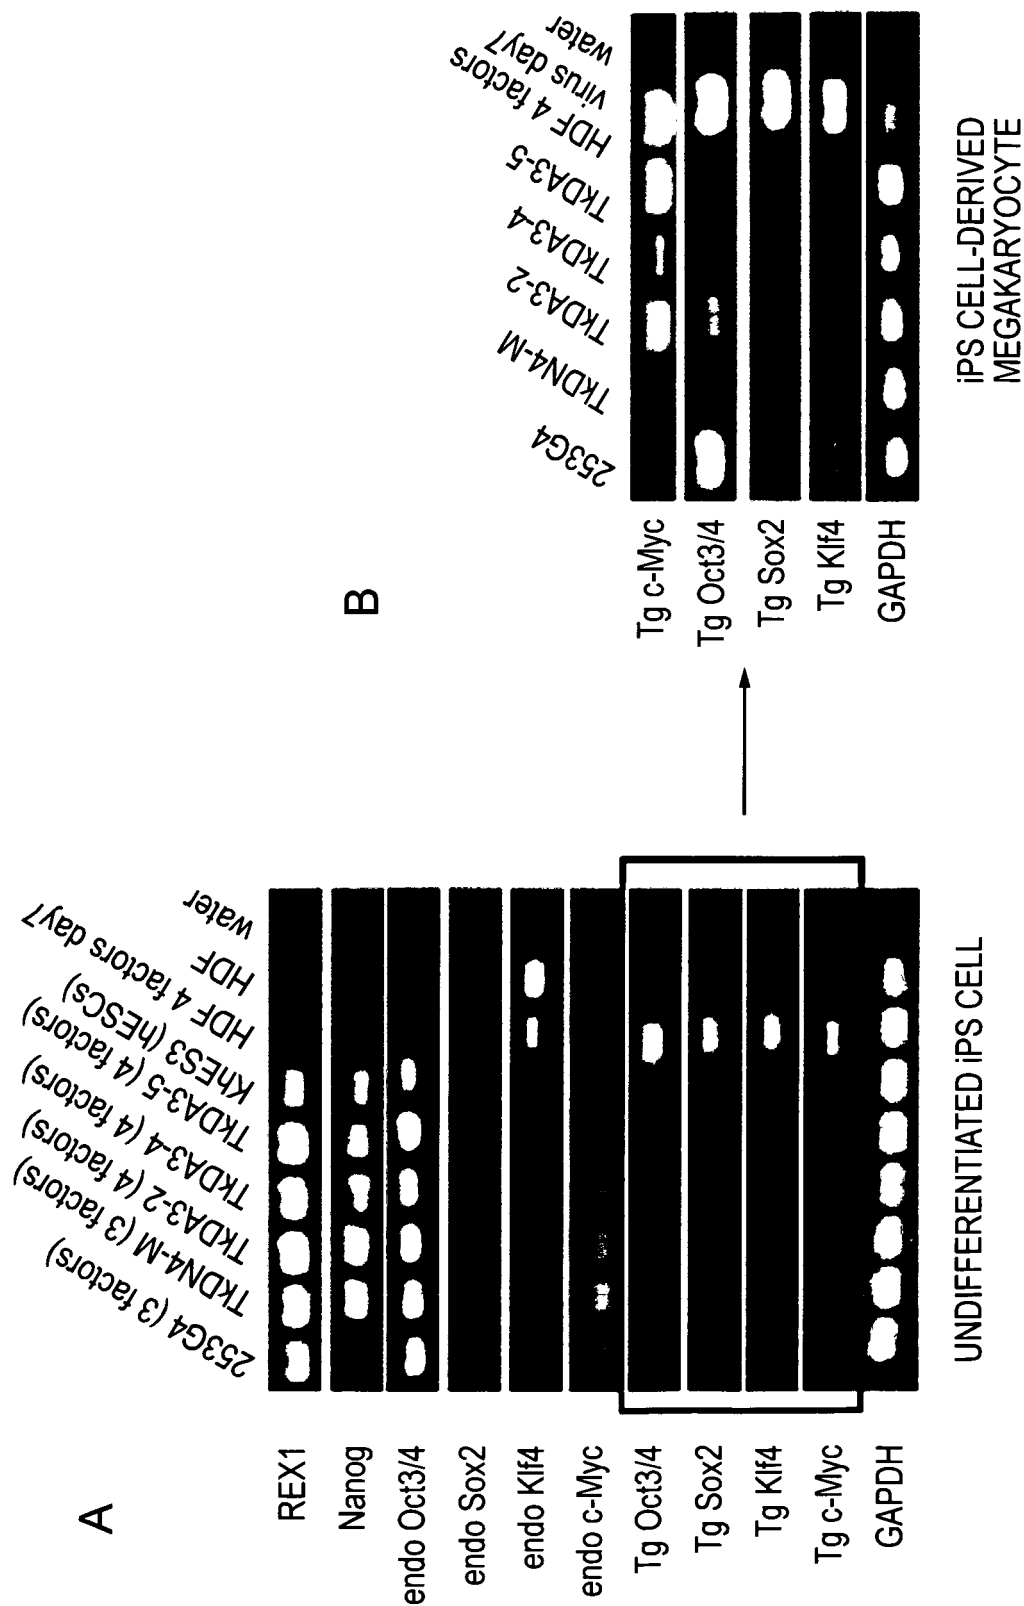 A
253G4 (3 factors)
TkDN4-M (3 factors)
TkDA3-2 (4 factors)
TkDA3-4 (4 factors)
TkDA3-5 (4 factors)
KhES3 (hESCs)
HDF 4 factors day7
HDF
water
REX1
Nanog
endo Oct3/4
endo Sox2
endo Klf4
endo c-Myc
Tg Oct3/4
Tg Sox2
Tg Klf4
Tg c-Myc
GAPDH
UNDIFFERENTIATED iPS CELL
B
253G4
TkDN4-M
TkDA3-2
TkDA3-4
TkDA3-5
HDF 4 factors
virus day7
water
Tg c-Myc
Tg Oct3/4
Tg Sox2
Tg Klf4
GAPDH
iPS CELL-DERIVED
MEGAKARYOCYTE